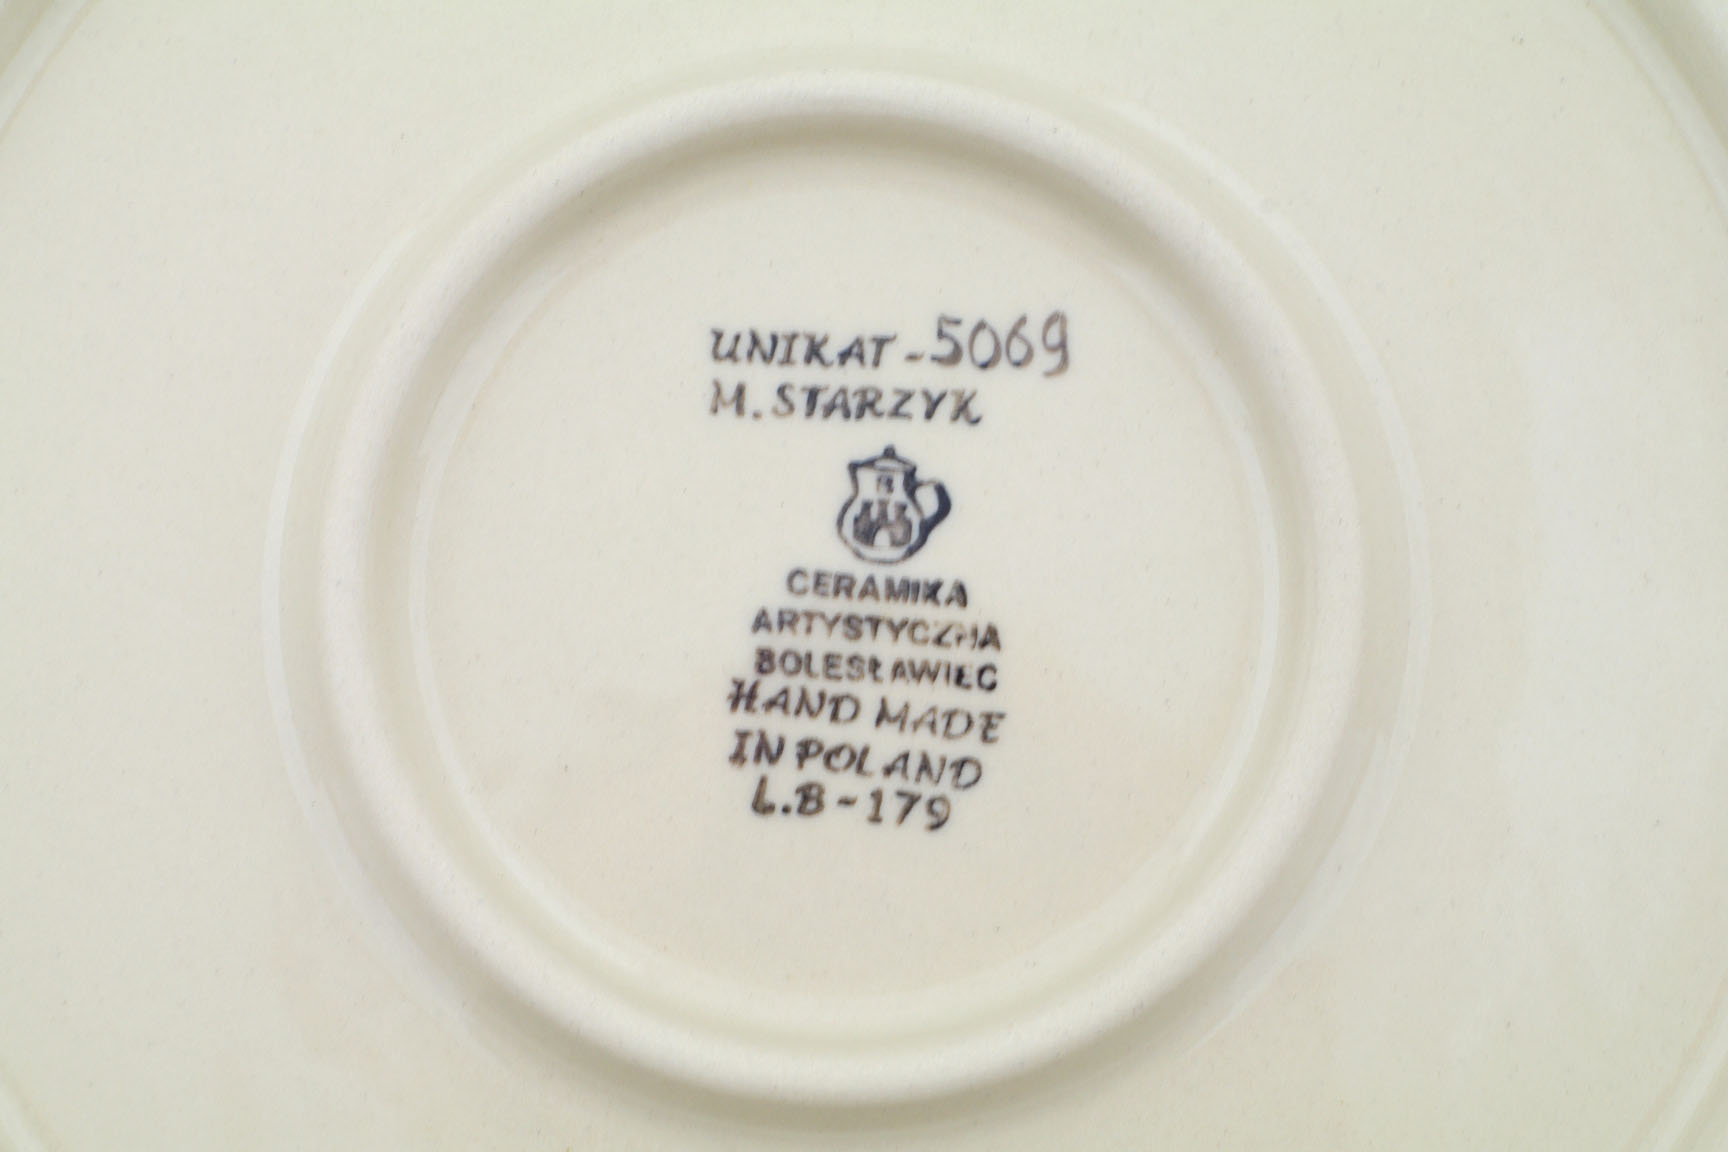 UNIKAT - 5069
M. STARZYK
B
CERAMIKA
ARTYSTYCZNA
BOLESŁAWIEC
HAND MADE
IN POLAND
L.B - 179